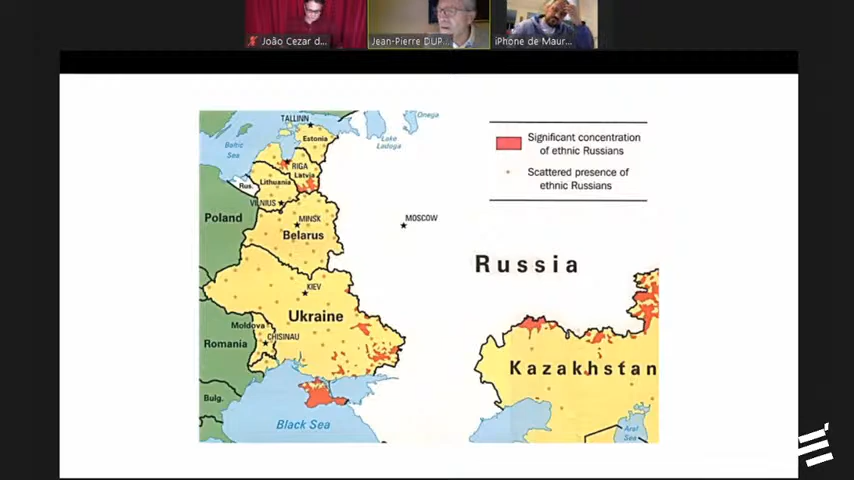 João Cezar d...
Jean-Pierre DUP...
iPhone de Maur...
TALLINN
Estonia
Onega
Lake
Ladoga
Baltic
Sea
RIGA
Latvia
Rus.
Lithuania
VILNIUS
Poland
MINSK
Belarus
MOSCOW
Significant concentration
of ethnic Russians
Scattered presence of
ethnic Russians
Russia
KIEV
Ukraine
Moldova
CHISINAU
Romania
Kazakhstan
Bulg.
Black Sea
Aral
Sea